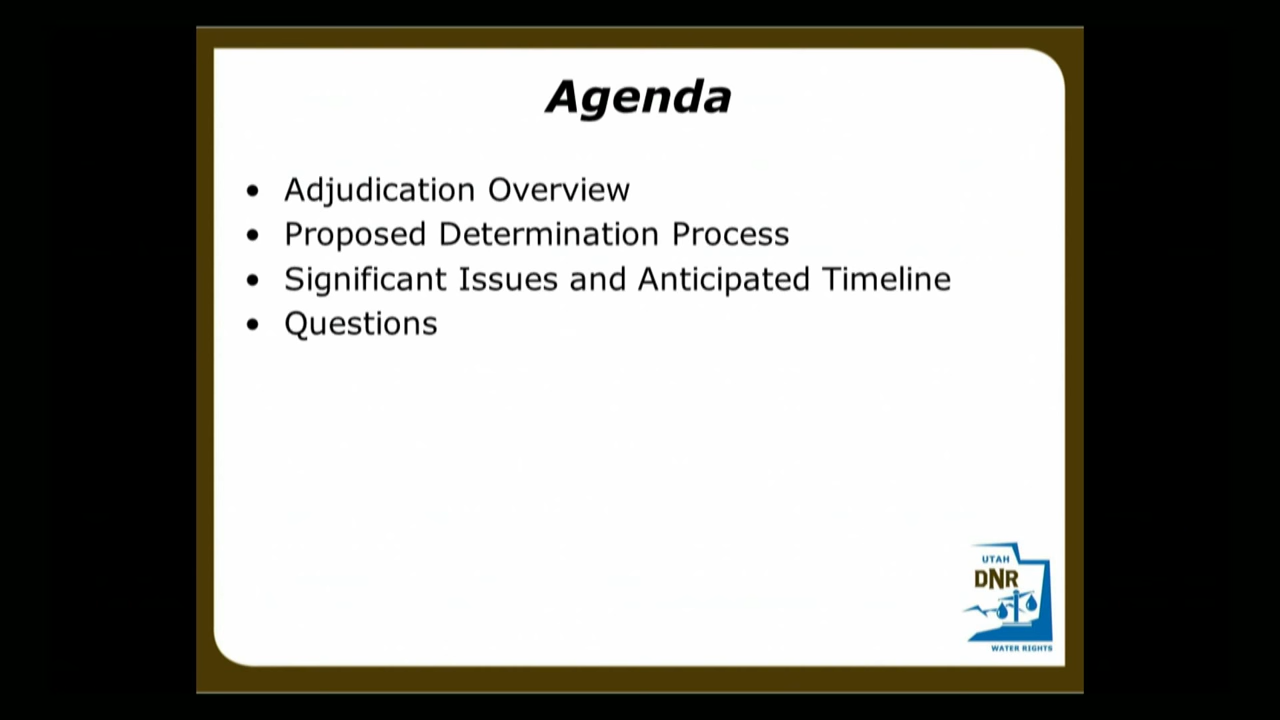 Agenda
• Adjudication Overview
• Proposed Determination Process
• Significant Issues and Anticipated Timeline
• Questions
UTAH
DNR
WATER RIGHTS